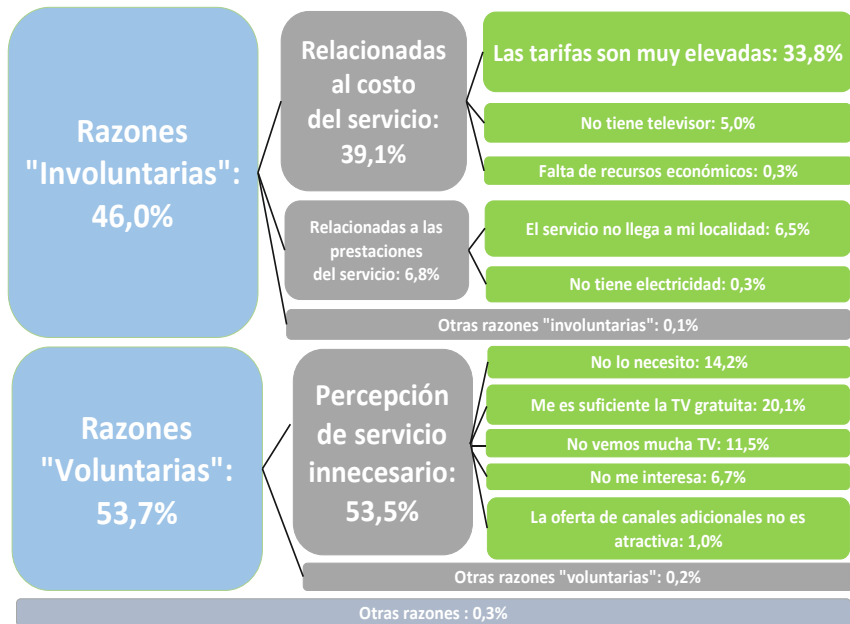 Razones
"Involuntarias":
46,0%
Relacionadas
al costo
del servicio:
39,1%
Las tarifas son muy elevadas: 33,8%
No tiene televisor: 5,0%
Falta de recursos económicos: 0,3%
Relacionadas a las
prestaciones
del servicio: 6,8%
El servicio no llega a mi localidad: 6,5%
No tiene electricidad: 0,3%
Otras razones "involuntarias": 0,1%
Razones
"Voluntarias":
53,7%
Percepción
de servicio
innecesario:
53,5%
No lo necesito: 14,2%
Me es suficiente la TV gratuita: 20,1%
No vemos mucha TV: 11,5%
No me interesa: 6,7%
La oferta de canales adicionales no es
atractiva: 1,0%
Otras razones "voluntarias": 0,2%
Otras razones : 0,3%